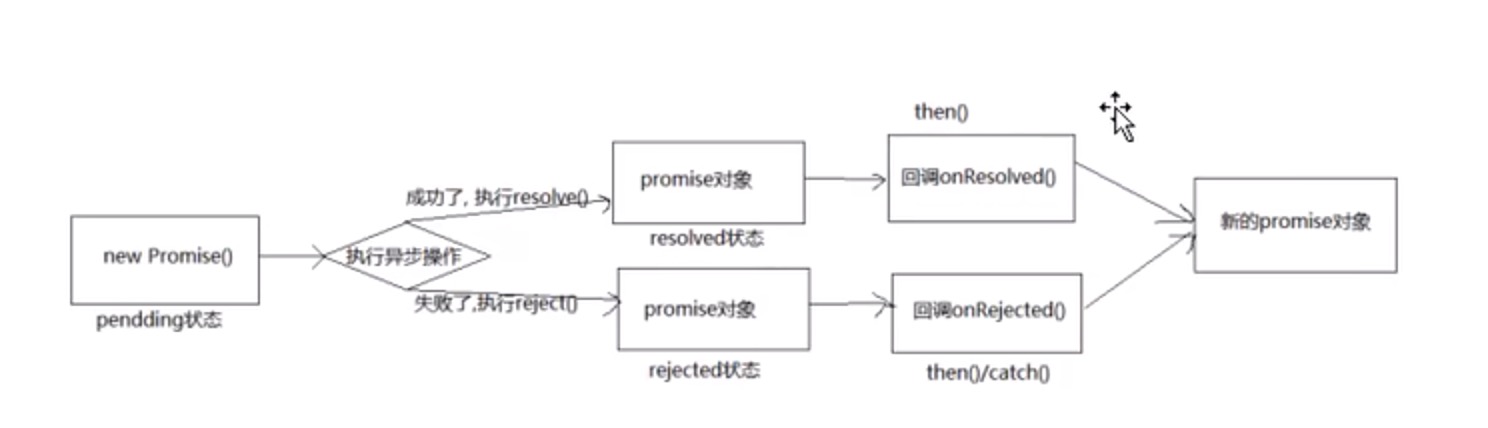 then()
promise对象
回调onResolved()
成功了, 执行resolve()
新的promise对象
resolved状态
new Promise()
执行异步操作
失败了,执行reject()
promise对象
回调onRejected()
pendding状态
rejected状态
then()/catch()